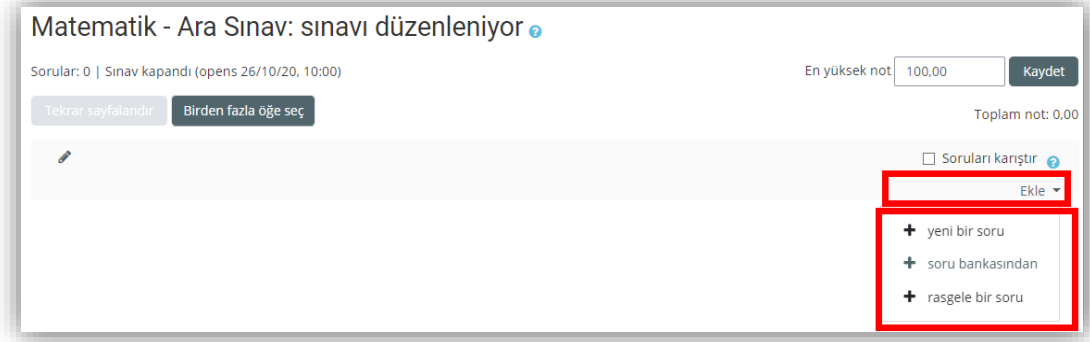 Matematik - Ara Sınav: sınavı düzenleniyor
Sorular: 0 | Sınav kapandı (opens 26/10/20, 10:00)
En yüksek not 100,00 Kaydet
Tekrar sayfalandır Birden fazla öğe seç
Toplam not: 0,00
Soruları karıştır
Ekle
yeni bir soru
soru bankasından
rasgele bir soru